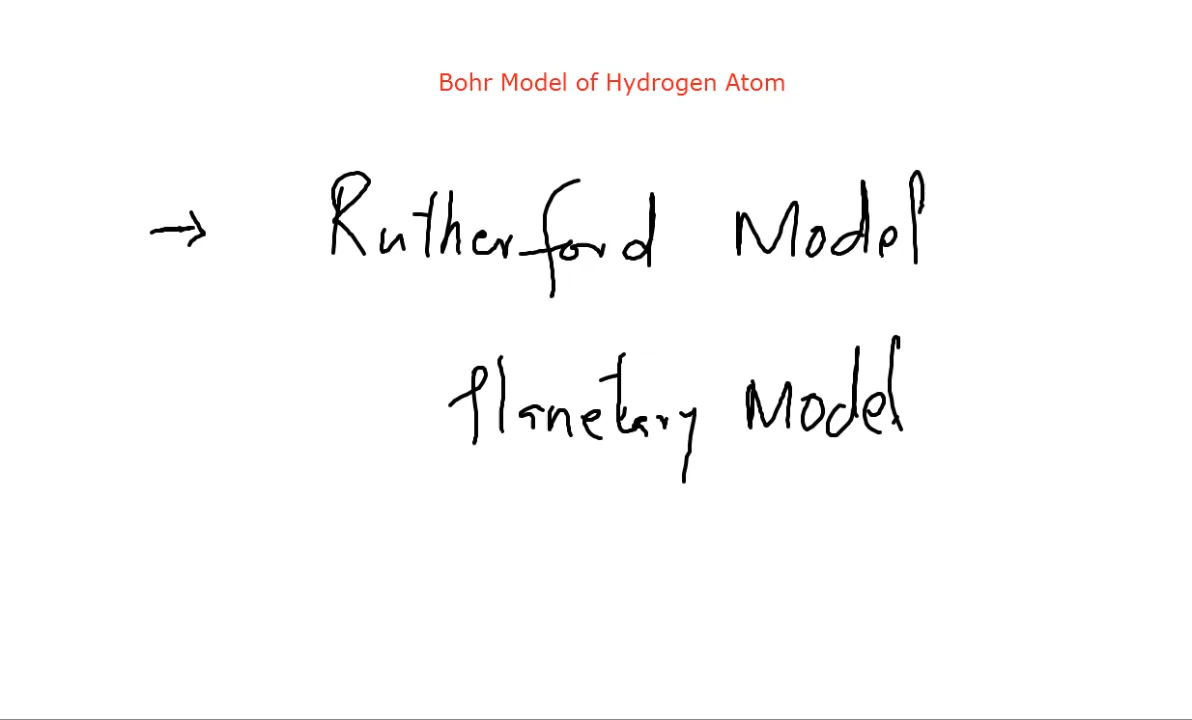 Bohr Model of Hydrogen Atom
→ Rutherford Model
Planetary Model